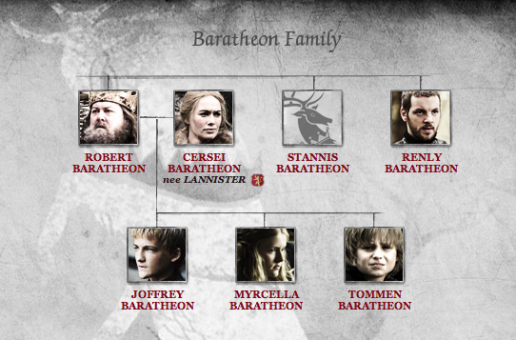 Baratheon Family
ROBERT
BARATHEON
CERSEI
BARATHEON
nee LANNISTER
STANNIS
BARATHEON
RENLY
BARATHEON
JOFFREY
BARATHEON
MYRCELLA
BARATHEON
TOMMEN
BARATHEON